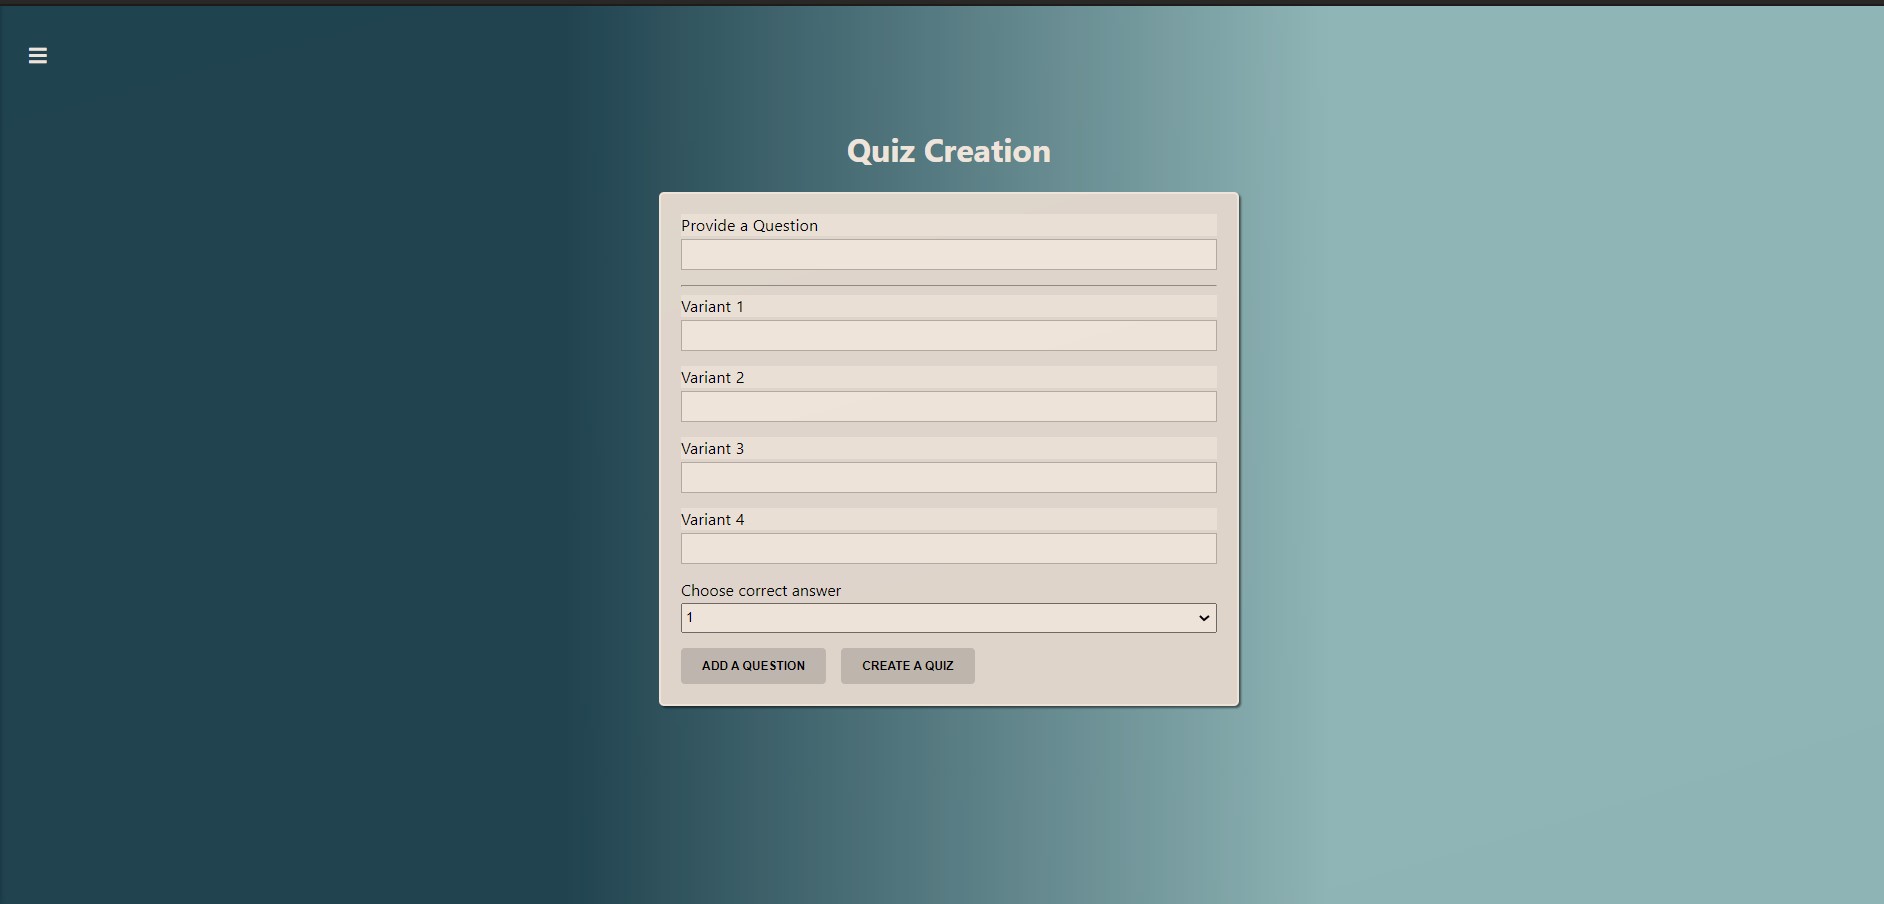 Quiz Creation
Provide a Question
Variant 1
Variant 2
Variant 3
Variant 4
Choose correct answer
1
ADD A QUESTION CREATE A QUIZ